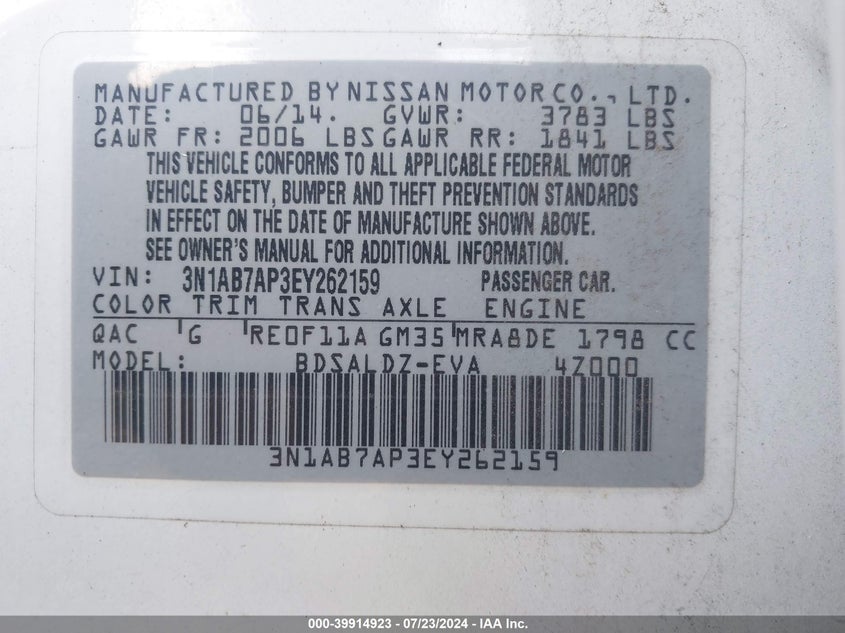 MANUFACTURED BY NISSAN MOTOR CO., LTD.
DATE: 06/14. GVWR: 3783 LBS
GAWR FR: 2006 LBS GAWR RR: 1841 LBS
THIS VEHICLE CONFORMS TO ALL APPLICABLE FEDERAL MOTOR
VEHICLE SAFETY, BUMPER AND THEFT PREVENTION STANDARDS
IN EFFECT ON THE DATE OF MANUFACTURE SHOWN ABOVE.
SEE OWNER'S MANUAL FOR ADDITIONAL INFORMATION.
VIN: 3N1AB7AP3EY262159 PASSENGER CAR.
COLOR TRIM TRANS AXLE ENGINE
QAC G RE0F11A GM35 MRA8DE 1798 CC
MODEL: BDSALDZ-EVA 4Z000
3N1AB7AP3EY262159
000-39914923 - 07/23/2024 - IAA Inc.